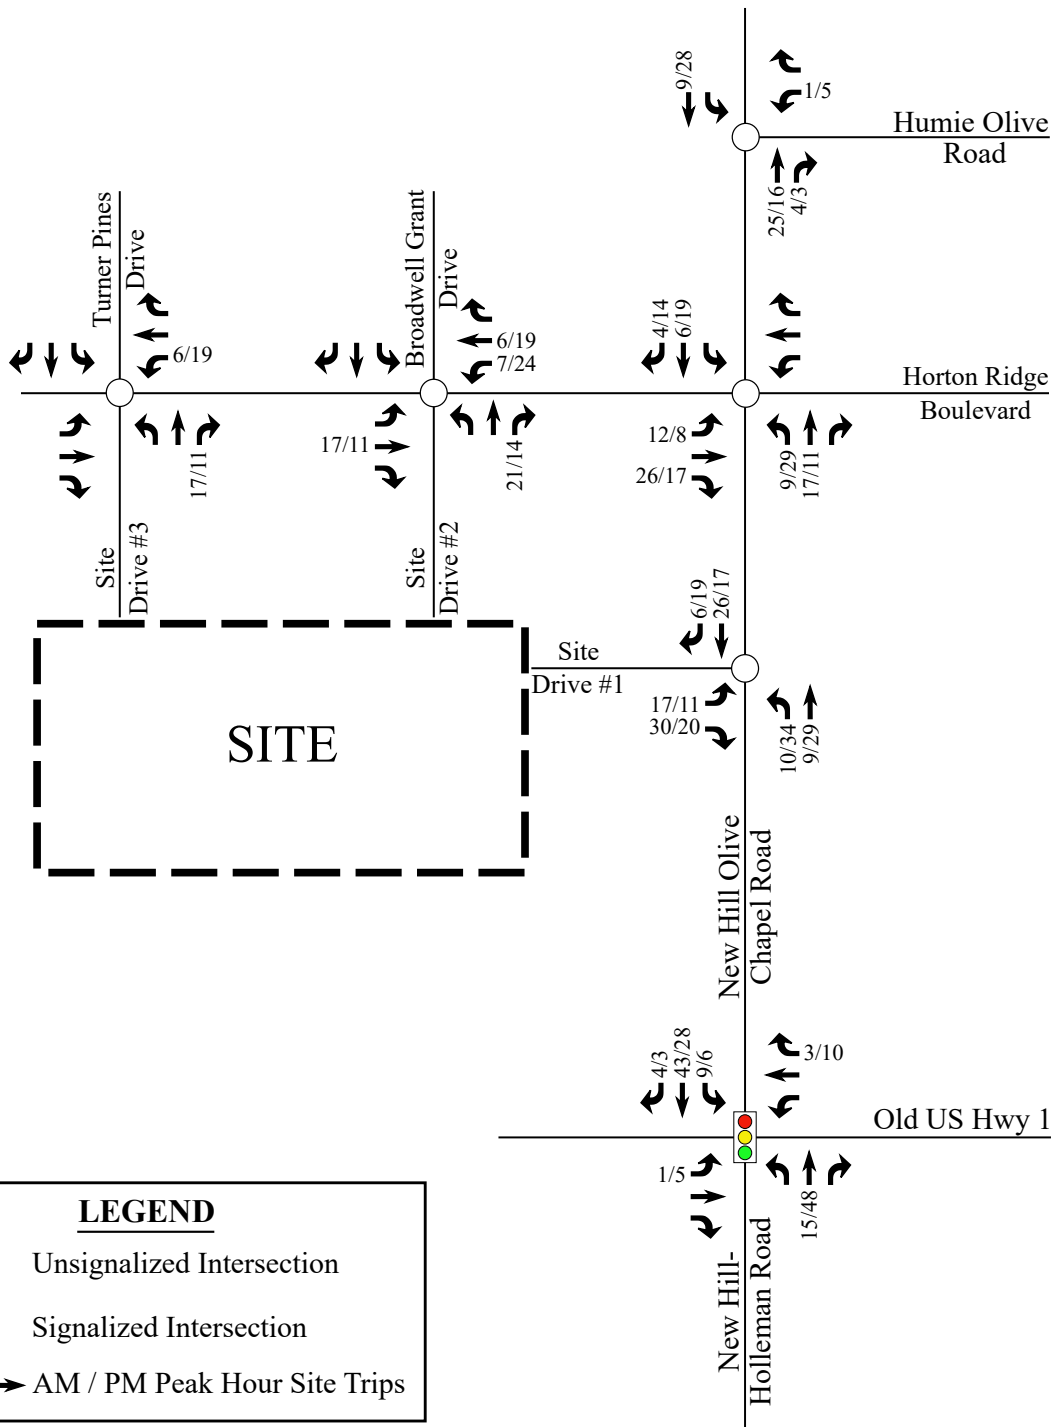 9/28
1/5
Humie Olive
Road
25/16
4/3
Turner Pines
Drive
6/19
17/11
Broadwell Grant
Drive
6/19
7/24
17/11
21/14
4/14
6/19
Horton Ridge
Boulevard
12/8
26/17
9/29
17/11
Site
Drive #3
Site
Drive #2
6/19
26/17
Site
Drive #1
17/11
30/20
10/34
9/29
SITE
New Hill Olive
Chapel Road
4/3
43/28
9/6
3/10
Old US Hwy 1
1/5
15/48
New Hill-
Holleman Road
LEGEND
Unsignalized Intersection
Signalized Intersection
AM / PM Peak Hour Site Trips